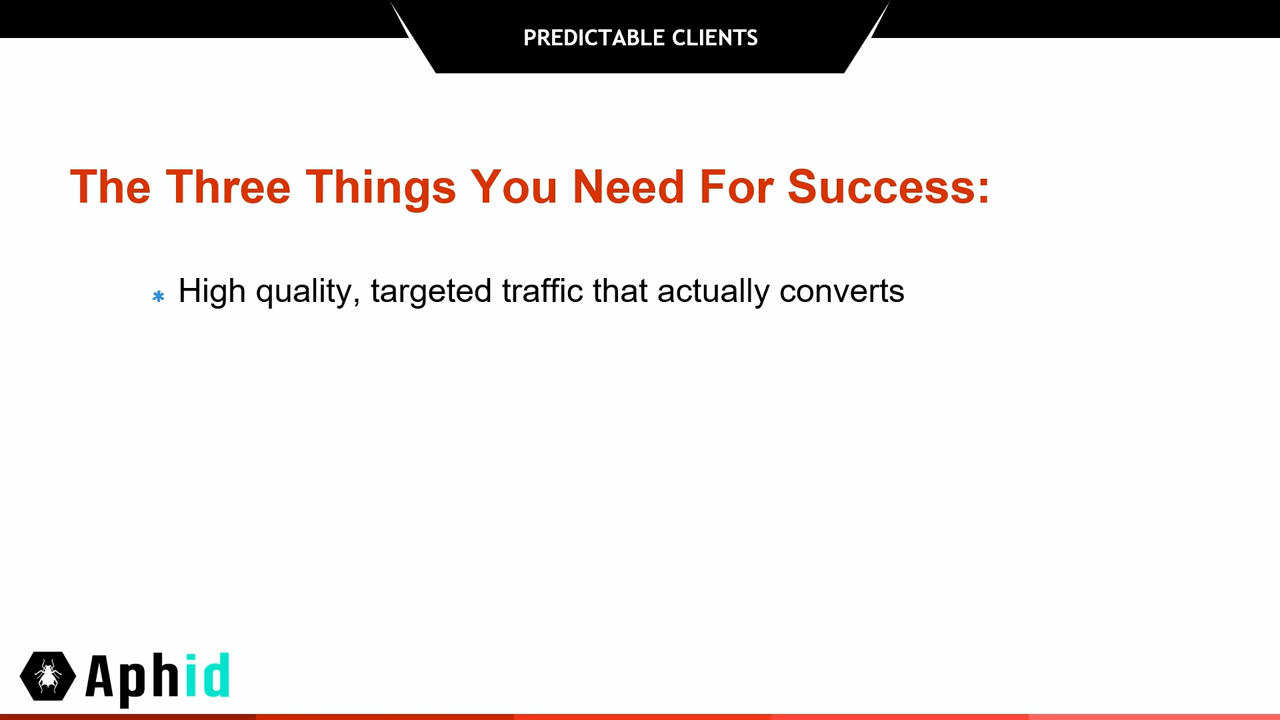 PREDICTABLE CLIENTS
The Three Things You Need For Success:
* High quality, targeted traffic that actually converts
Aphid